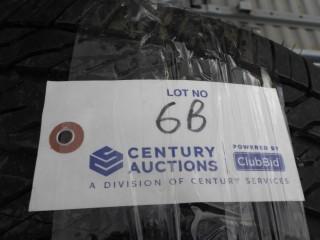 LOT NO
6B
CENTURY AUCTIONS
POWERED BY
ClubBid
A DIVISION OF CENTURY SERVICES